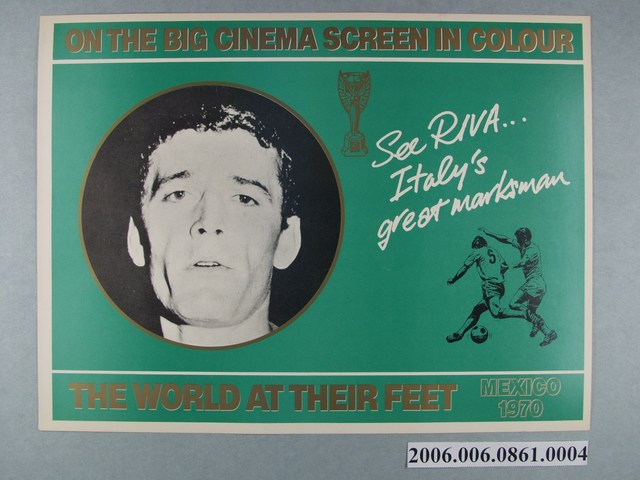 ON THE BIG CINEMA SCREEN IN COLOUR
See RIVA...
Italy's
great marksman
5
THE WORLD AT THEIR FEET
MEXICO
1970
2006.006.0861.0004